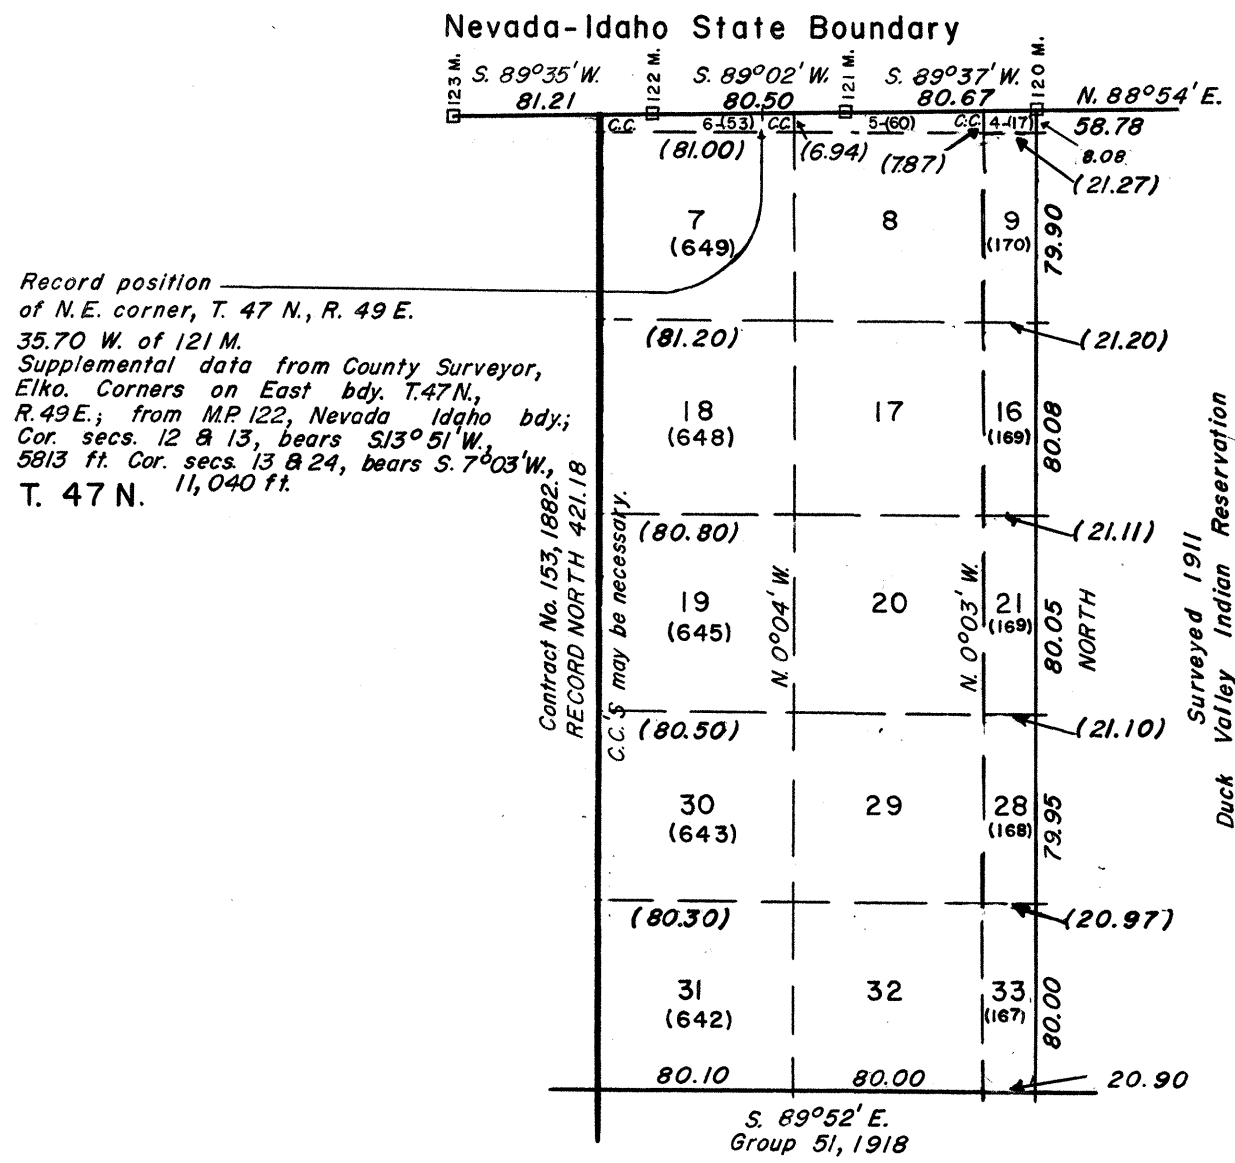 Nevada-Idaho State Boundary
123 M.
S. 89°35' W.
81.21
122 M.
S. 89°02' W.
80.50
121 M.
S. 89°37' W.
80.67
120 M.
N. 88°54' E.
58.78
C.C.
6-(53)
C.C.
5-(60)
C.C.
4-(17)
8.08
(81.00)
(6.94)
(7.87)
(21.27)
7
(649)
8
9
(170)
79.90
Record position
of N.E. corner, T. 47 N., R. 49 E.
35.70 W. of 121 M.
Supplemental data from County Surveyor,
Elko. Corners on East bdy. T.47N.,
R.49E.; from M.P. 122, Nevada Idaho bdy.;
Cor. secs. 12 & 13, bears S.13°51'W.,
5813 ft. Cor. secs. 13 & 24, bears S. 7°03'W.,
11,040 ft.
T. 47 N.
(81.20)
(21.20)
18
(648)
17
16
(169)
80.08
(80.80)
(21.11)
Contract No. 153, 1882.
RECORD NORTH 421.18
C.C.'S may be necessary.
19
(645)
N. 0°04' W.
20
N. 0°03' W.
21
(169)
80.05
NORTH
Surveyed 1911
Duck Valley Indian Reservation
(80.50)
(21.10)
30
(643)
29
28
(168)
79.95
(80.30)
(20.97)
31
(642)
32
33
(167)
80.00
80.10
80.00
20.90
S. 89°52' E.
Group 51, 1918